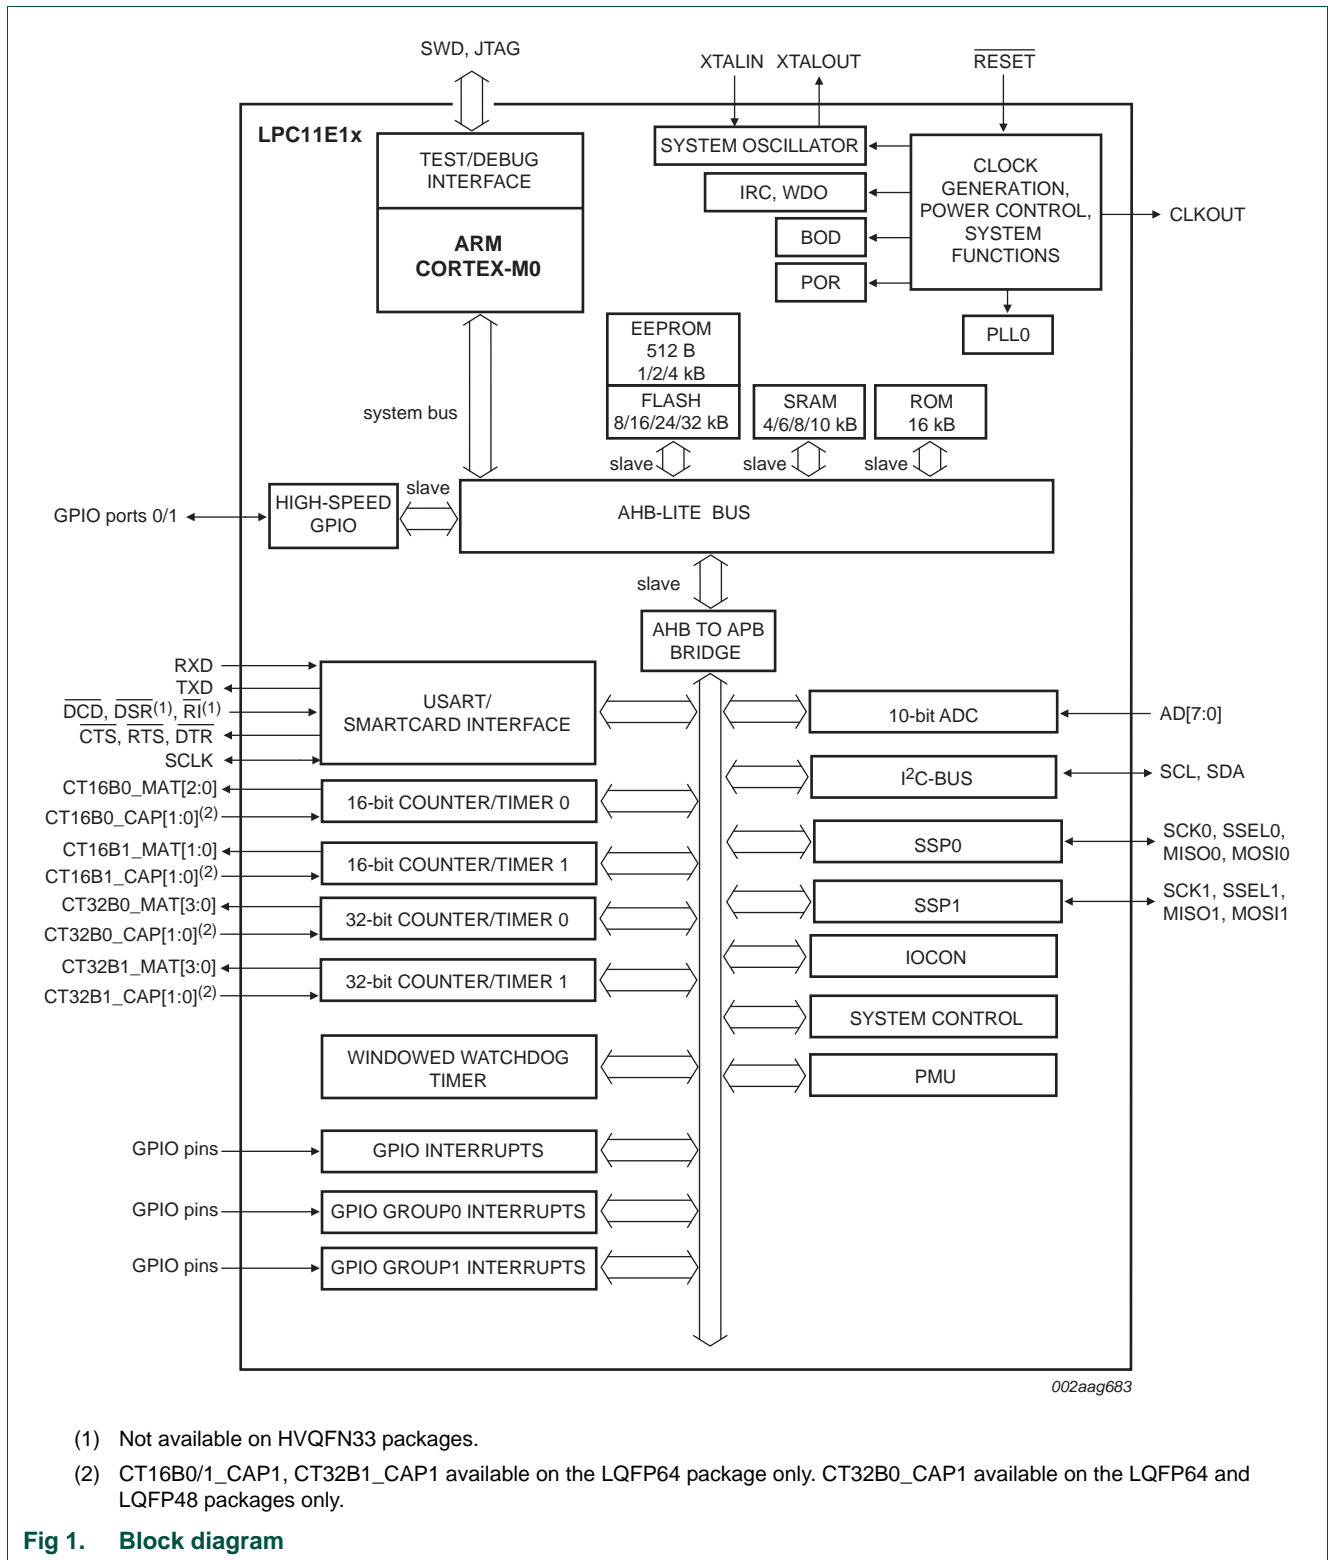 SWD, JTAG
XTALIN XTALOUT
RESET
LPC11E1x
TEST/DEBUG
INTERFACE
ARM
CORTEX-M0
SYSTEM OSCILLATOR
IRC, WDO
BOD
POR
CLOCK
GENERATION,
POWER CONTROL,
SYSTEM
FUNCTIONS
CLKOUT
PLL0
EEPROM
512 B
1/2/4 kB
FLASH
8/16/24/32 kB
SRAM
4/6/8/10 kB
ROM
16 kB
system bus
slave
slave
slave
slave
GPIO ports 0/1
HIGH-SPEED
GPIO
AHB-LITE BUS
slave
AHB TO APB
BRIDGE
RXD
TXD
DCD, DSR(1), RI(1)
CTS, RTS, DTR
SCLK
USART/
SMARTCARD INTERFACE
CT16B0_MAT[2:0]
CT16B0_CAP[1:0](2)
16-bit COUNTER/TIMER 0
CT16B1_MAT[1:0]
CT16B1_CAP[1:0](2)
16-bit COUNTER/TIMER 1
CT32B0_MAT[3:0]
CT32B0_CAP[1:0](2)
32-bit COUNTER/TIMER 0
CT32B1_MAT[3:0]
CT32B1_CAP[1:0](2)
32-bit COUNTER/TIMER 1
WINDOWED WATCHDOG
TIMER
GPIO pins
GPIO INTERRUPTS
GPIO pins
GPIO GROUP0 INTERRUPTS
GPIO pins
GPIO GROUP1 INTERRUPTS
10-bit ADC
AD[7:0]
I2C-BUS
SCL, SDA
SSP0
SCK0, SSEL0,
MISO0, MOSI0
SSP1
SCK1, SSEL1,
MISO1, MOSI1
IOCON
SYSTEM CONTROL
PMU
002aag683
(1) Not available on HVQFN33 packages.
(2) CT16B0/1_CAP1, CT32B1_CAP1 available on the LQFP64 package only. CT32B0_CAP1 available on the LQFP64 and
LQFP48 packages only.
Fig 1. Block diagram